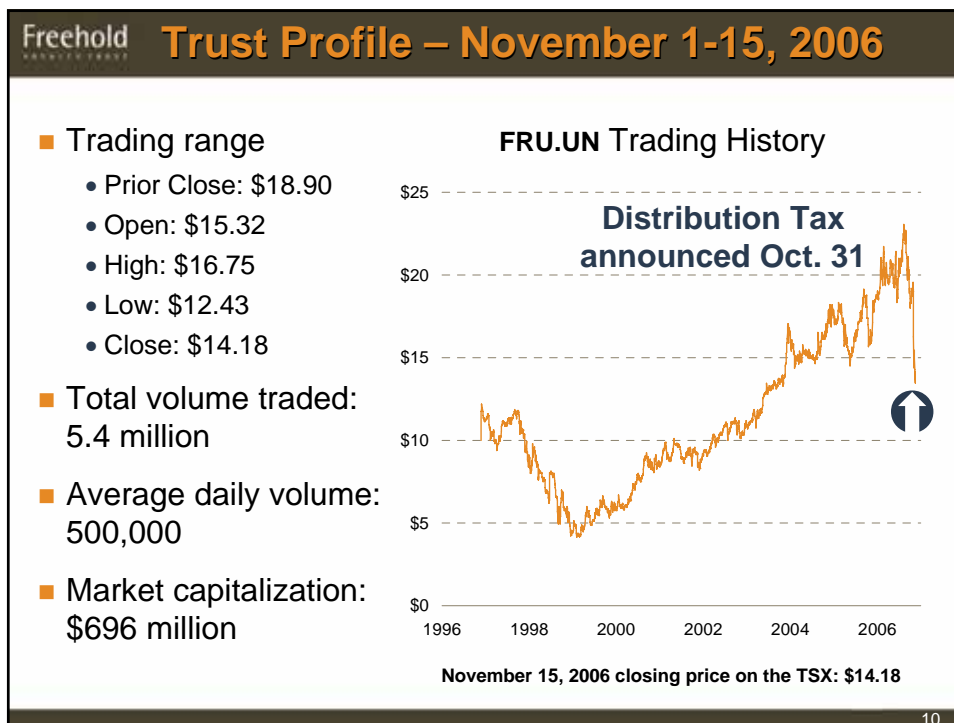 Freehold
ROYALTY TRUST
Trust Profile – November 1-15, 2006
Trading range
Prior Close: $18.90
Open: $15.32
High: $16.75
Low: $12.43
Close: $14.18
Total volume traded:
5.4 million
Average daily volume:
500,000
Market capitalization:
$696 million
FRU.UN Trading History
Distribution Tax
announced Oct. 31
$25
$20
$15
$10
$5
$0
1996 1998 2000 2002 2004 2006
November 15, 2006 closing price on the TSX: $14.18
10